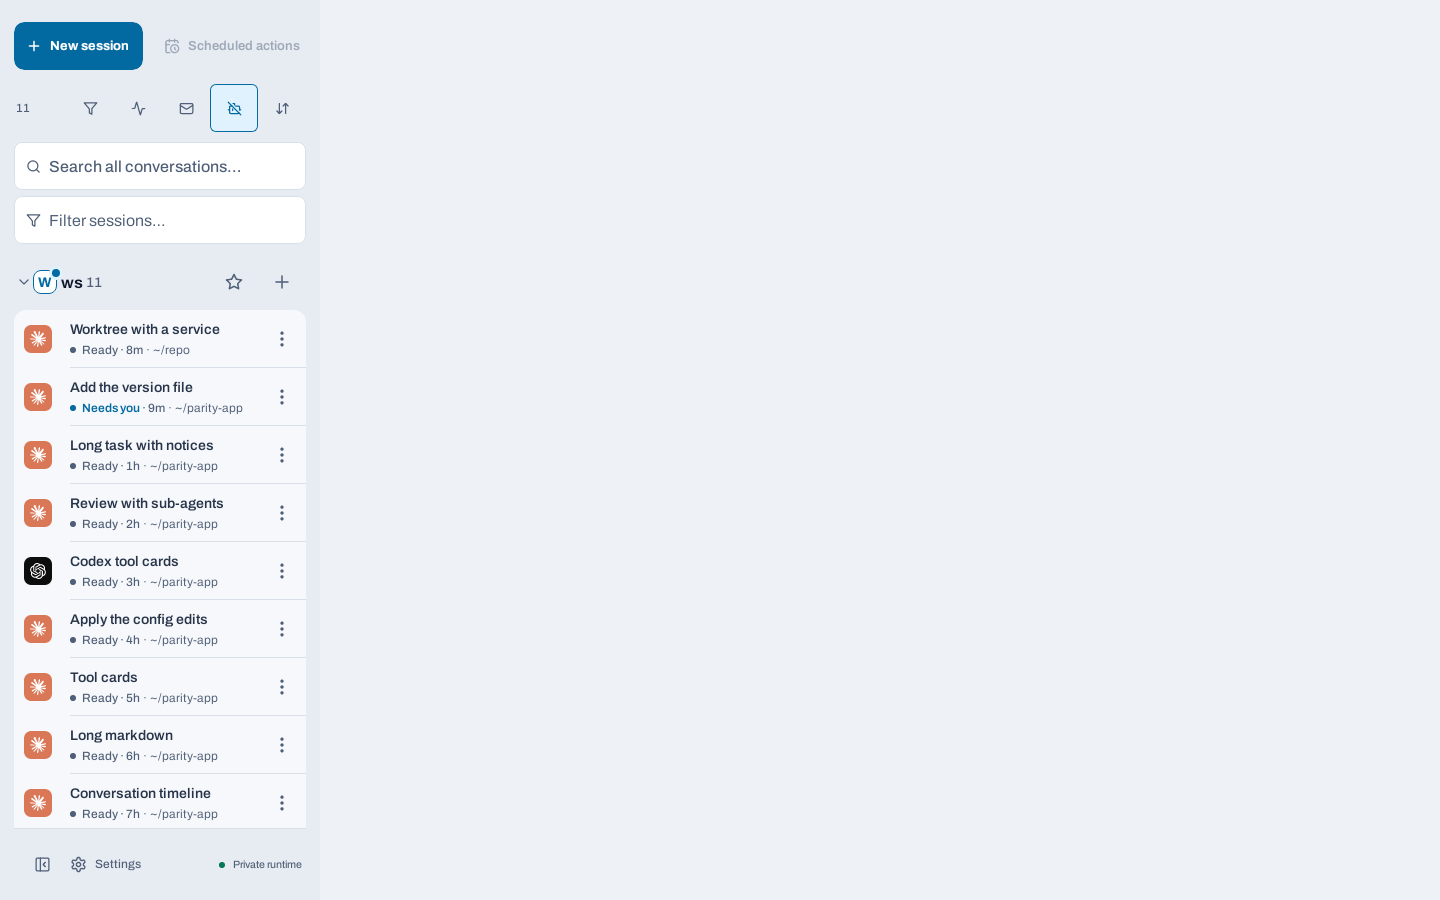 New session
Scheduled actions
11
Search all conversations...
Filter sessions...
W ws 11
Worktree with a service
Ready · 8m · ~/repo
Add the version file
Needs you · 9m · ~/parity-app
Long task with notices
Ready · 1h · ~/parity-app
Review with sub-agents
Ready · 2h · ~/parity-app
Codex tool cards
Ready · 3h · ~/parity-app
Apply the config edits
Ready · 4h · ~/parity-app
Tool cards
Ready · 5h · ~/parity-app
Long markdown
Ready · 6h · ~/parity-app
Conversation timeline
Ready · 7h · ~/parity-app
Settings
Private runtime